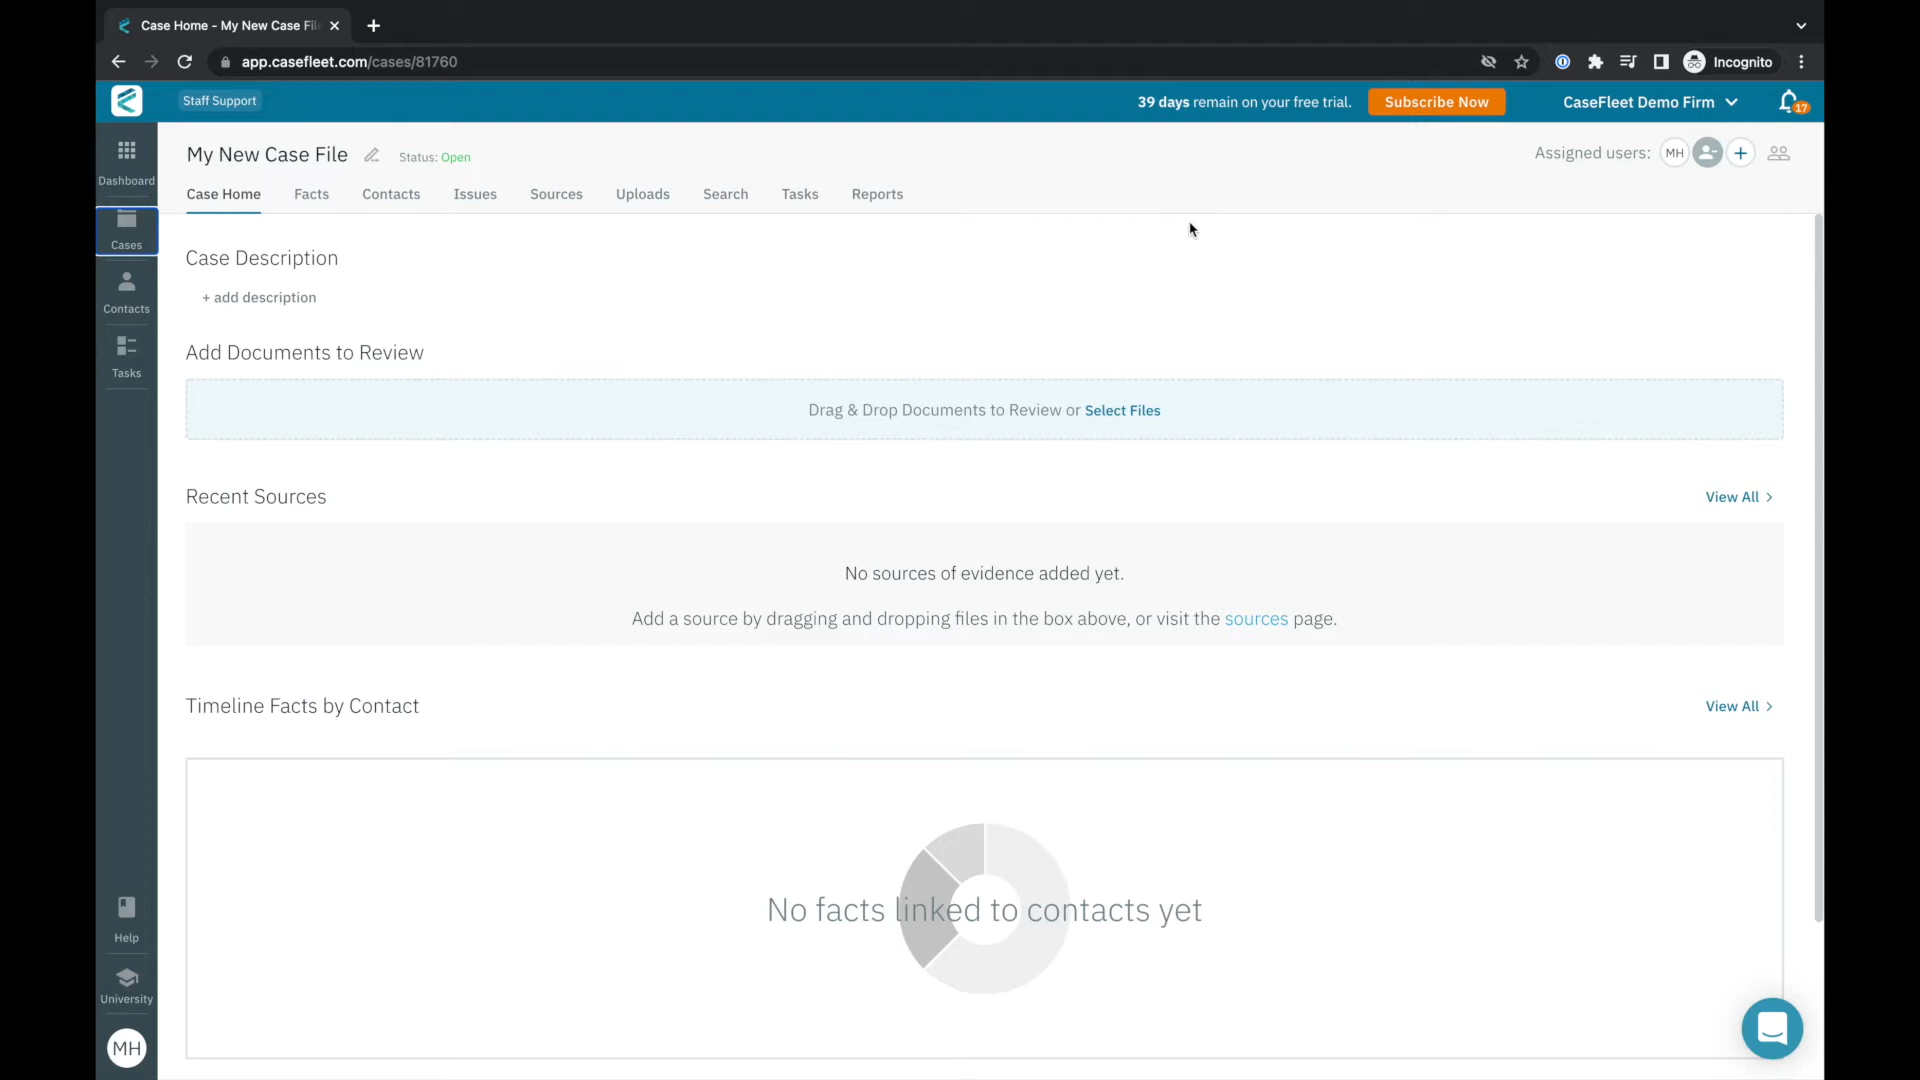 Case Home - My New Case Fil
app.casefleet.com/cases/81760
Incognito
Staff Support
39 days remain on your free trial.
Subscribe Now
CaseFleet Demo Firm
17
Dashboard
Cases
Contacts
Tasks
Help
University
MH
My New Case File
Status: Open
Assigned users:
MH
Case Home
Facts
Contacts
Issues
Sources
Uploads
Search
Tasks
Reports
Case Description
+ add description
Add Documents to Review
Drag & Drop Documents to Review or Select Files
Recent Sources
View All
No sources of evidence added yet.
Add a source by dragging and dropping files in the box above, or visit the sources page.
Timeline Facts by Contact
View All
No facts linked to contacts yet